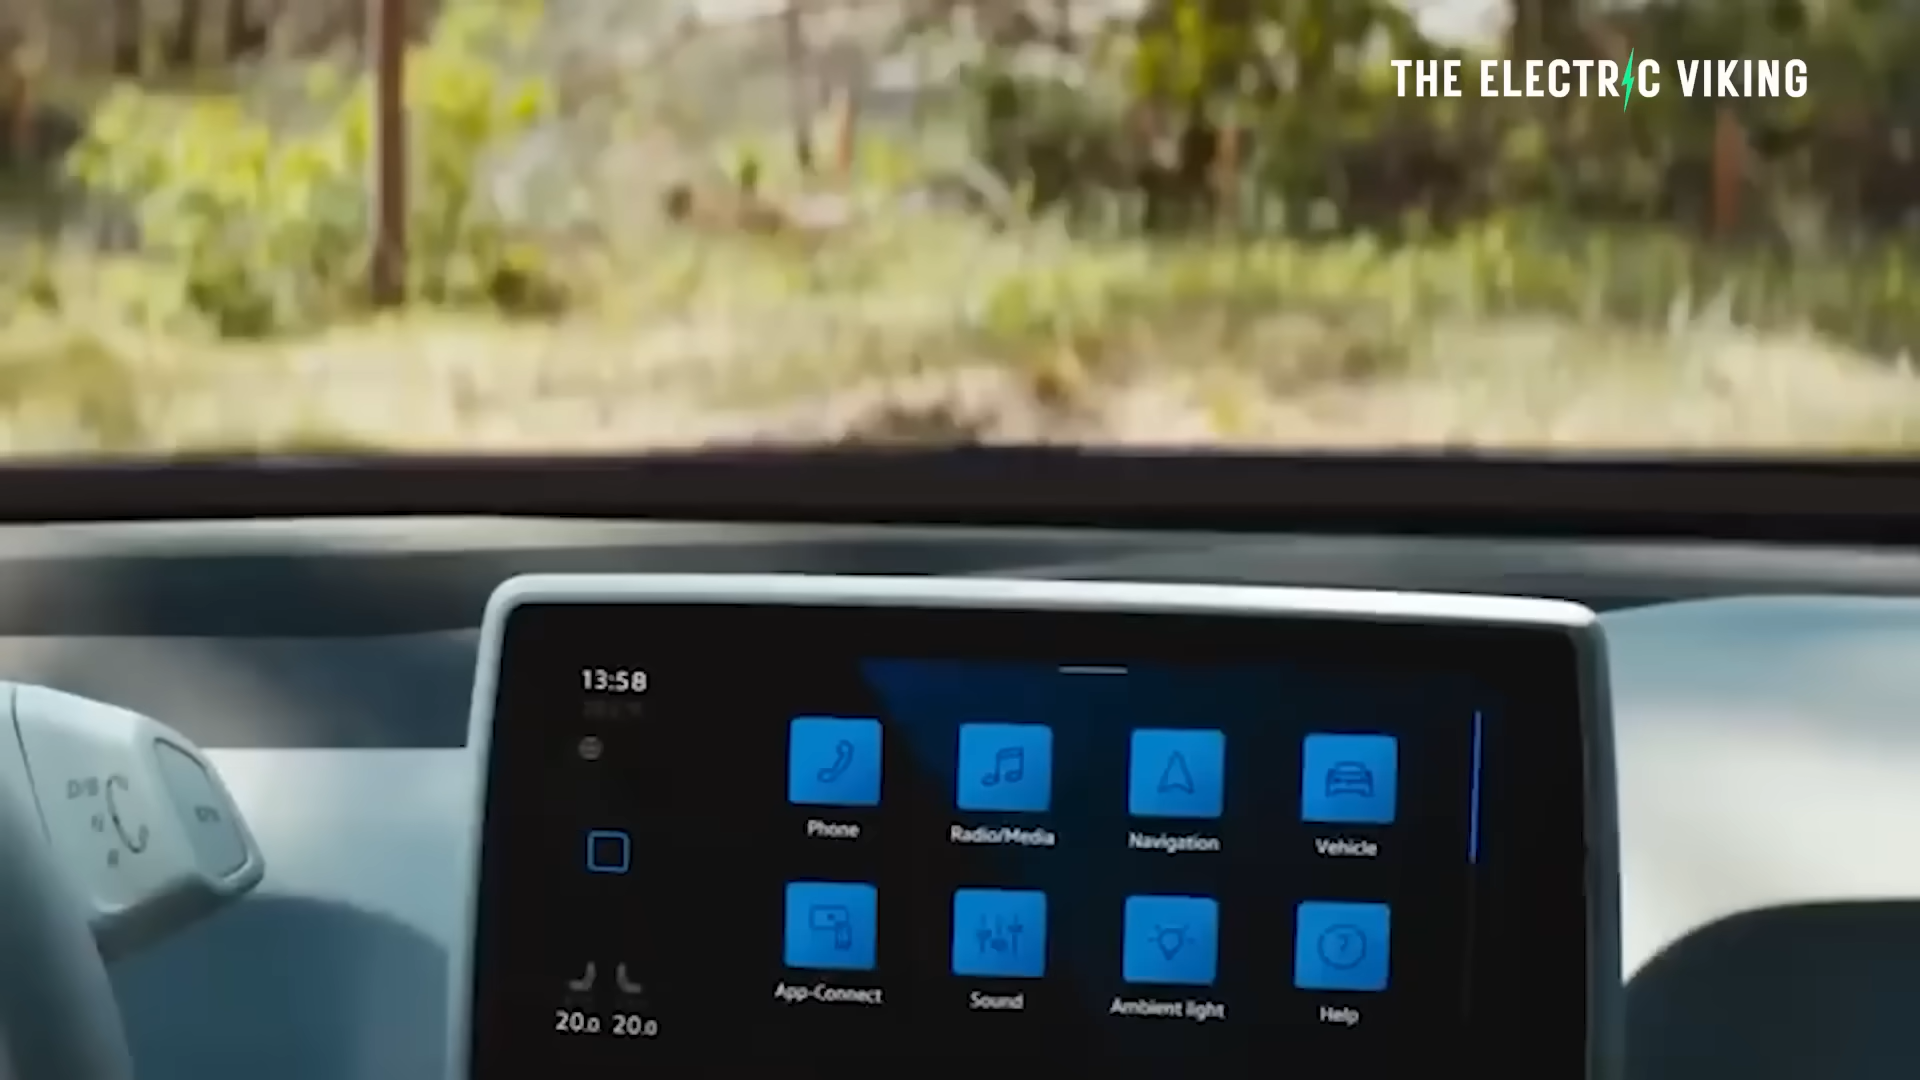 THE ELECTRIC VIKING
13:58
Phone
Radio/Media
Navigation
Vehicle
App-Connect
Sound
Ambient light
Help
20.0 20.0